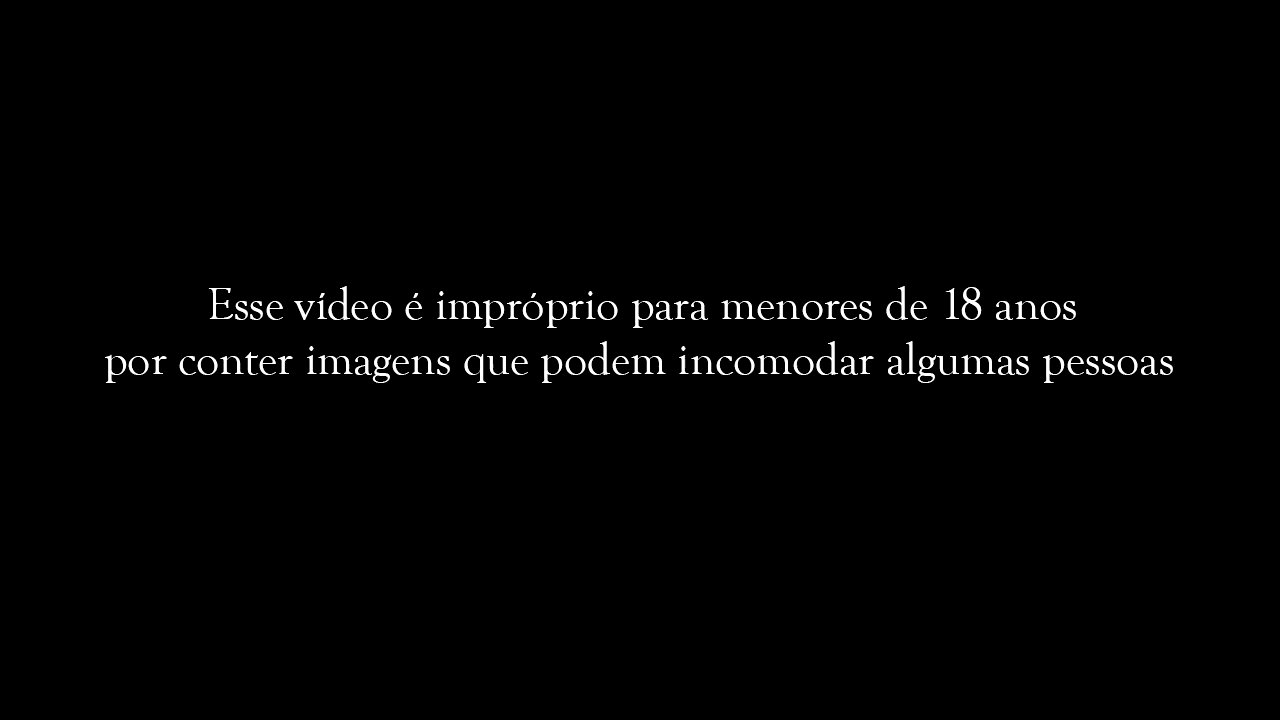 Esse vídeo é impróprio para menores de 18 anos
por conter imagens que podem incomodar algumas pessoas